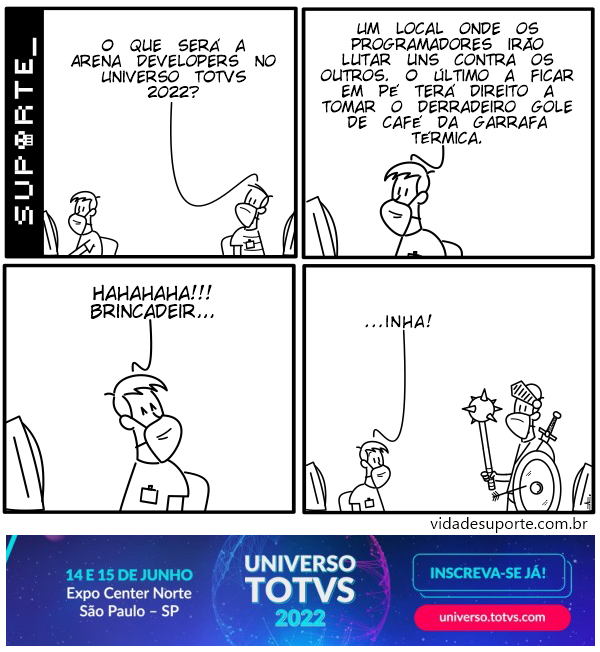 SUPORTE_
O QUE SERÁ A
ARENA DEVELOPERS NO
UNIVERSO TOTVS
2022?
UM LOCAL ONDE OS
PROGRAMADORES IRÃO
LUTAR UNS CONTRA OS
OUTROS. O ÚLTIMO A FICAR
EM PÉ TERÁ DIREITO A
TOMAR O DERRADEIRO GOLE
DE CAFÉ DA GARRAFA
TÉRMICA.
HAHAHAHA!!!
BRINCADEIR...
...INHA!
vidadesuporte.com.br
14 E 15 DE JUNHO
Expo Center Norte
São Paulo – SP
UNIVERSO
TOTVS
2022
INSCREVA-SE JÁ!
universo.totvs.com